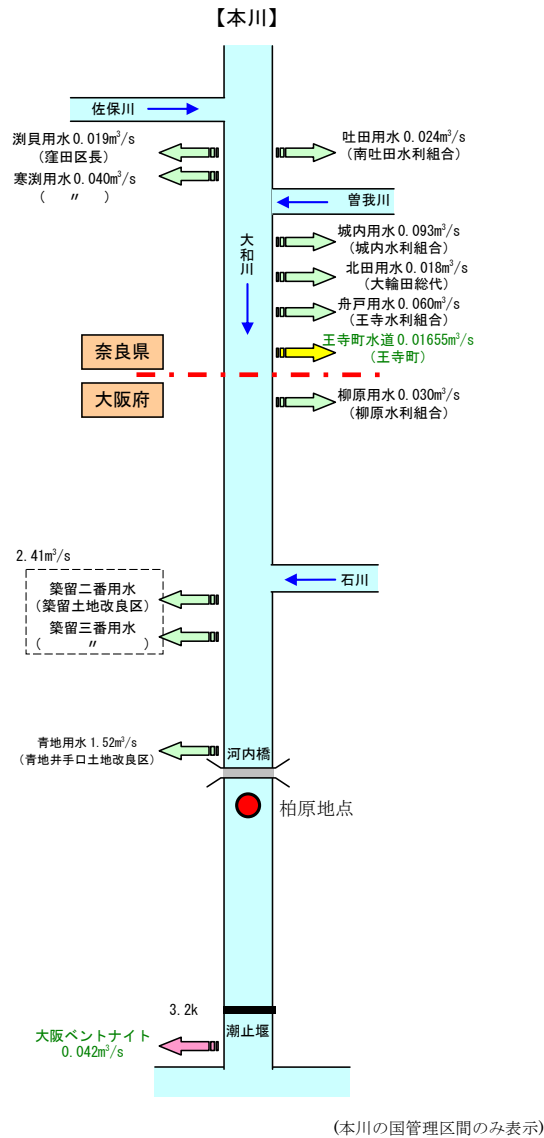 【本川】
佐保川
渕貝用水0.019m³/s
(窪田区長)
寒渕用水0.040m³/s
(　〃　)
吐田用水0.024m³/s
(南吐田水利組合)
曽我川
大和川
城内用水0.093m³/s
(城内水利組合)
北田用水0.018m³/s
(大輪田総代)
舟戸用水0.060m³/s
(王寺水利組合)
王寺町水道0.01655m³/s
(王寺町)
奈良県
大阪府
柳原用水0.030m³/s
(柳原水利組合)
2.41m³/s
石川
築留二番用水
(築留土地改良区)
築留三番用水
(　〃　)
青地用水1.52m³/s
(青地井手口土地改良区)
河内橋
柏原地点
3.2k
潮止堰
大阪ベントナイト
0.042m³/s
(本川の国管理区間のみ表示)